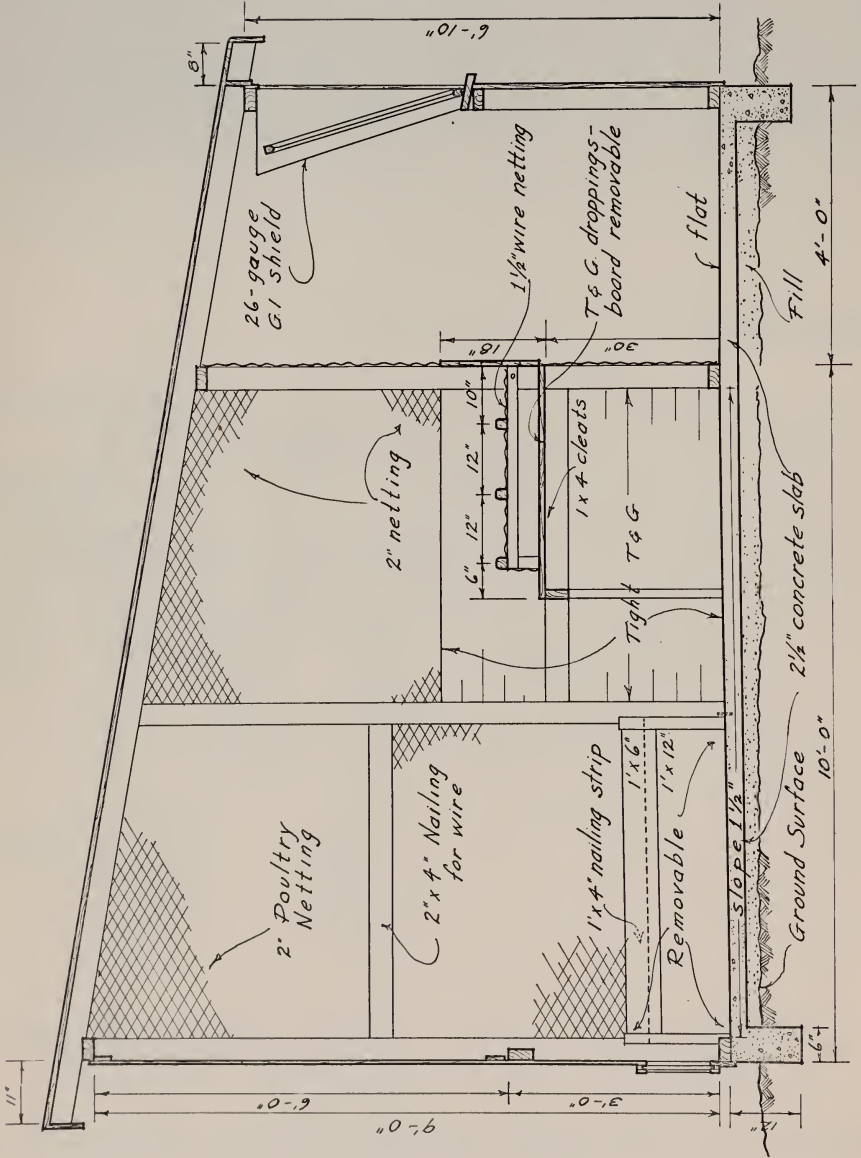 11"
8"
6'-10"
26-gauge
G.I shield
2" Poultry
Netting
2" netting
1½" wire netting
T & G. droppings-
board removable
6'-0"
9'-0"
3'-0"
2"x 4" Nailing
for wire
6"
12"
12"
10"
18"
30"
1 x 4 cleats
Tight T & G
1'x 4" nailing strip
1'x 6"
1'x 12"
Removable
flat
slope 1½"
12"
6"
Ground Surface
2½" concrete slab
Fill
10'-0"
4'-0"